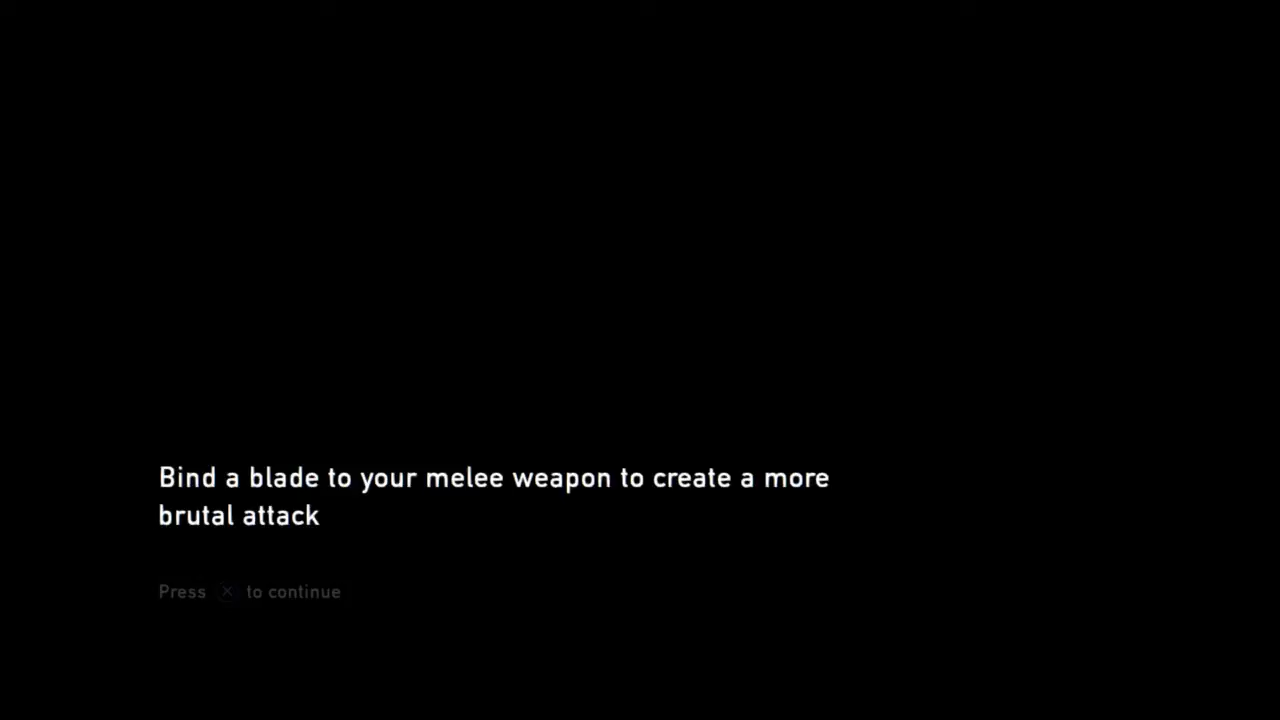 Bind a blade to your melee weapon to create a more
brutal attack
Press ⓧ to continue